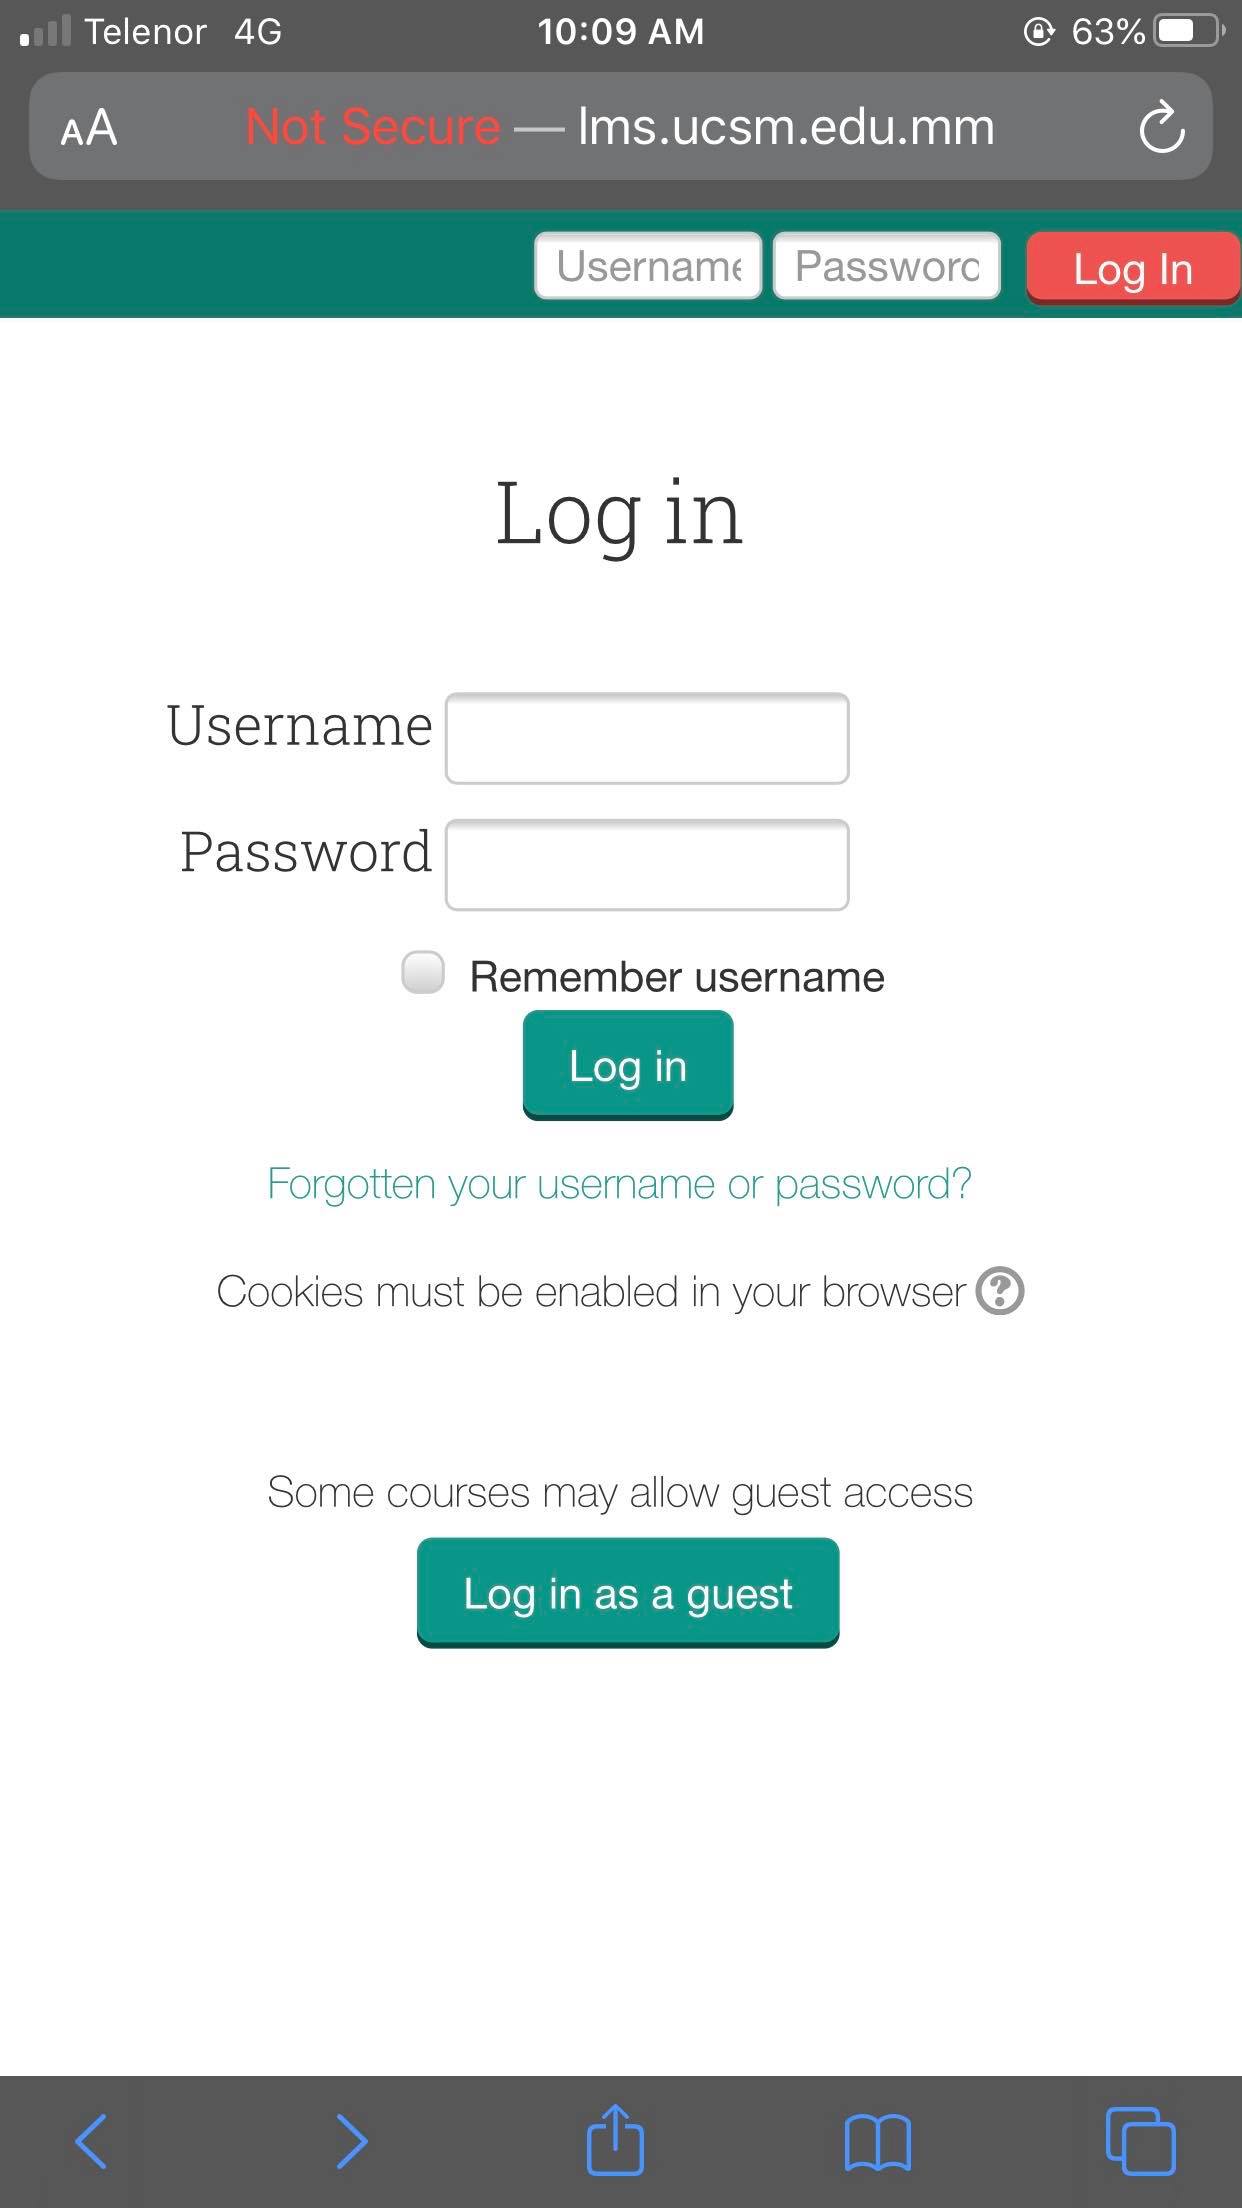 Telenor 4G 10:09 AM 63%
AA Not Secure — lms.ucsm.edu.mm
Username Password Log In
Log in
Username
Password
Remember username
Log in
Forgotten your username or password?
Cookies must be enabled in your browser ?
Some courses may allow guest access
Log in as a guest